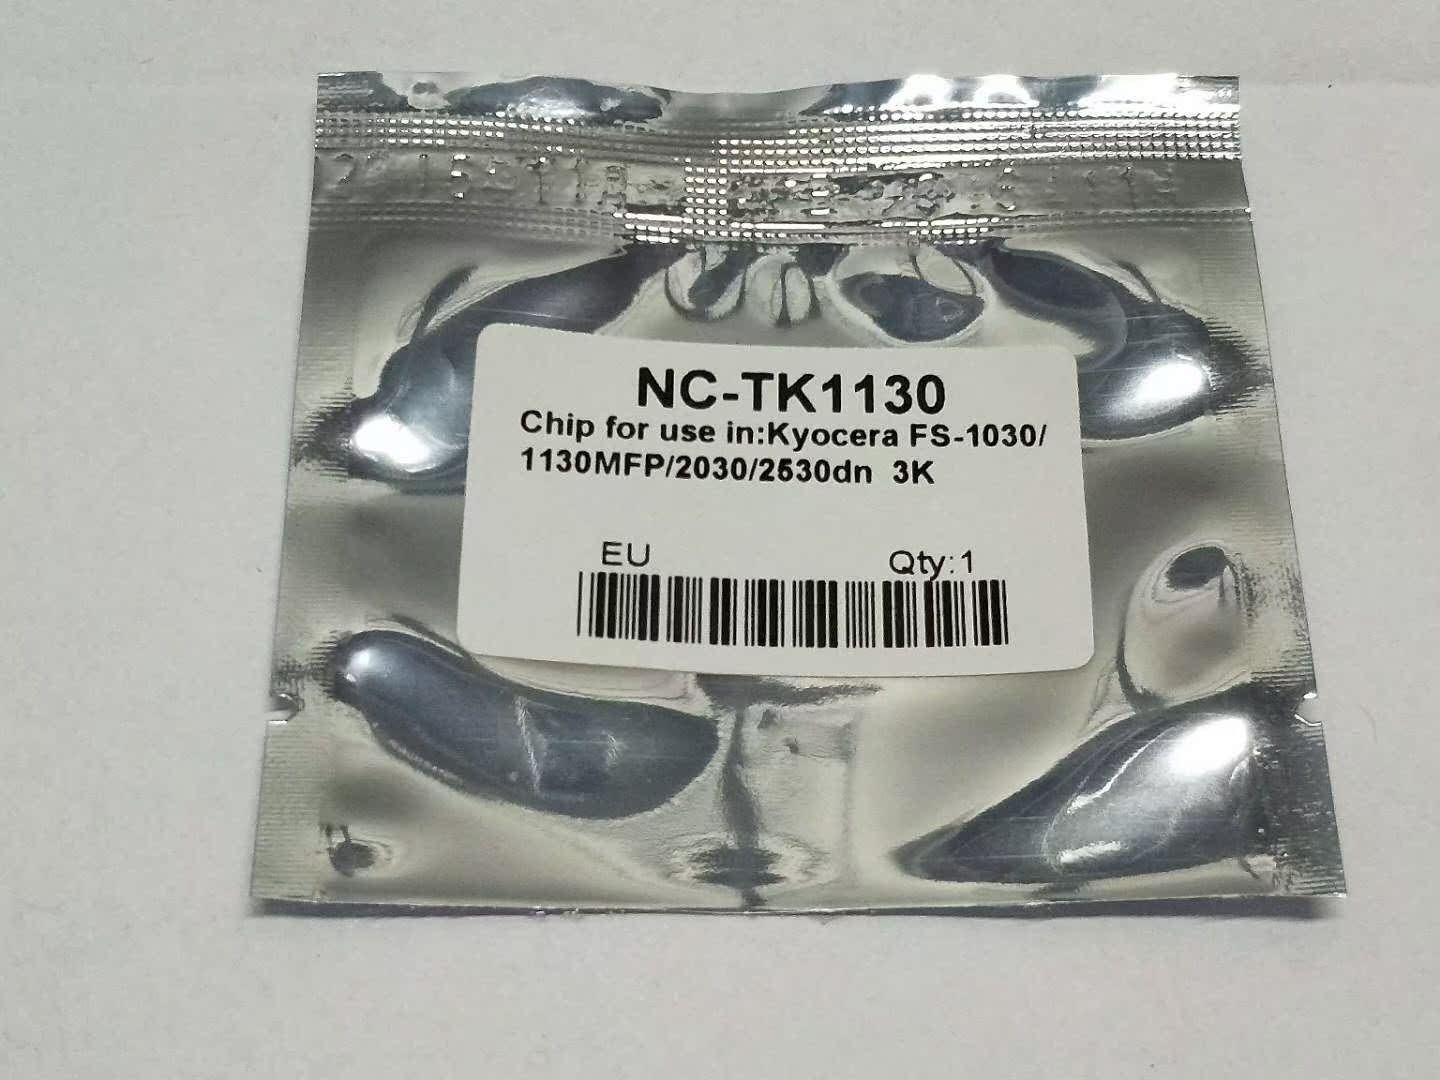 NC-TK1130
Chip for use in:Kyocera FS-1030/
1130MFP/2030/2530dn 3K
EU Qty:1